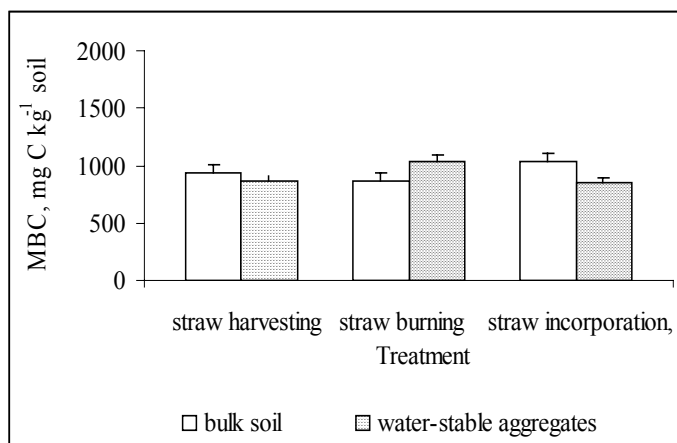 2000
1500
1000
500
0
MBC, mg C kg-1 soil
straw harvesting straw burning straw incorporation,
Treatment
bulk soil water-stable aggregates